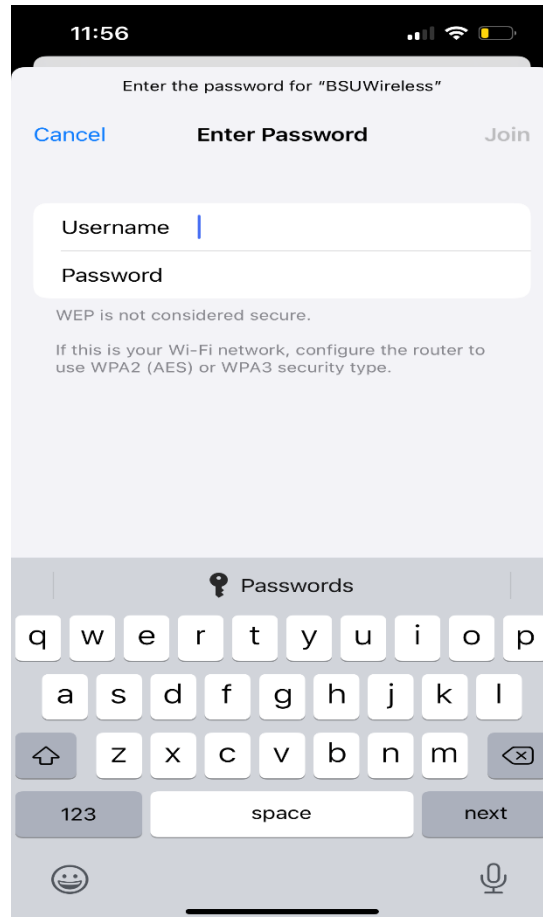 11:56
Enter the password for “BSUWireless”
Cancel Enter Password Join
Username
Password
WEP is not considered secure.
If this is your Wi-Fi network, configure the router to
use WPA2 (AES) or WPA3 security type.
Passwords
q w e r t y u i o p
a s d f g h j k l
z x c v b n m
123 space next